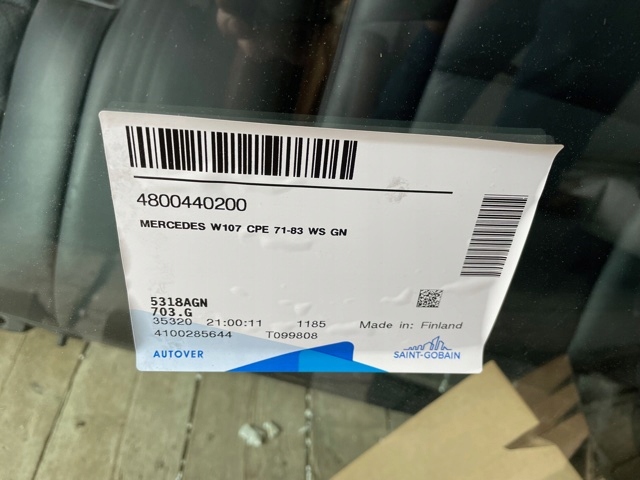 4800440200
MERCEDES W107 CPE 71-83 WS GN
5318AGN
703.G
35320 21:00:11 1185 Made in: Finland
4100285644 T099808
AUTOVER SAINT-GOBAIN